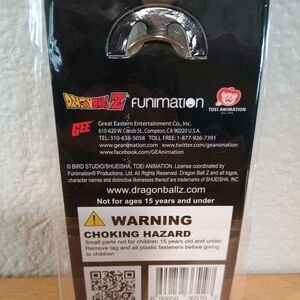 DRAGON BALL Z FUNIMATION TOEI ANIMATION
GEE Great Eastern Entertainment Co., Inc.
610-620 W. Carob St., Compton, CA 90220 U.S.A.
TEL: 310-638-5058 TOLL FREE: 1-877-926-7391
www.geanimation.com www.twitter.com/geanimation
www.facebook.com/GEAnimation
© BIRD STUDIO/SHUEISHA, TOEI ANIMATION. License coordinated by
Funimation® Productions, Ltd. All Rights Reserved. Dragon Ball Z and all logos,
character names and distinctive likenesses thereof are trademarks of SHUEISHA, INC.
www.dragonballz.com
Not for ages 15 years and under
WARNING
CHOKING HAZARD
Small parts not for children 15 years old and under.
Remove tag and all plastic fasteners before giving
to children.